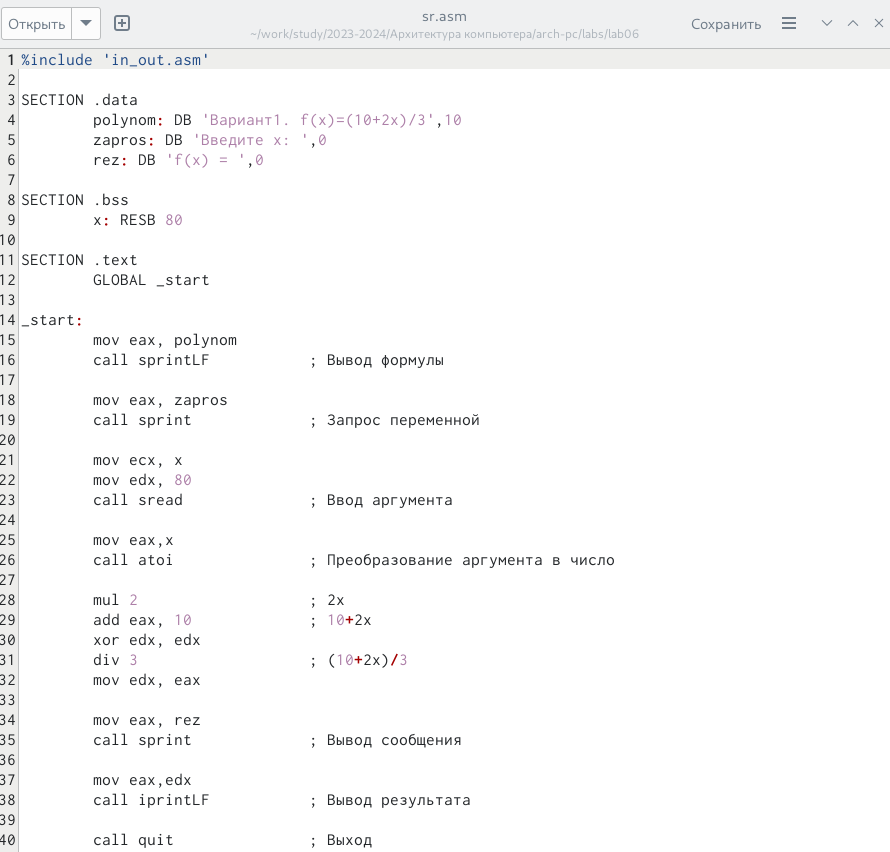 Открыть
sr.asm
~/work/study/2023-2024/Архитектура компьютера/arch-pc/labs/lab06
Сохранить
1 %include 'in_out.asm'
2
3 SECTION .data
4 polynom: DB 'Вариант1. f(x)=(10+2x)/3',10
5 zapros: DB 'Введите x: ',0
6 rez: DB 'f(x) = ',0
7
8 SECTION .bss
9 x: RESB 80
10
11 SECTION .text
12 GLOBAL _start
13
14 _start:
15 mov eax, polynom
16 call sprintLF ; Вывод формулы
17
18 mov eax, zapros
19 call sprint ; Запрос переменной
20
21 mov ecx, x
22 mov edx, 80
23 call sread ; Ввод аргумента
24
25 mov eax,x
26 call atoi ; Преобразование аргумента в число
27
28 mul 2 ; 2x
29 add eax, 10 ; 10+2x
30 xor edx, edx
31 div 3 ; (10+2x)/3
32 mov edx, eax
33
34 mov eax, rez
35 call sprint ; Вывод сообщения
36
37 mov eax,edx
38 call iprintLF ; Вывод результата
39
40 call quit ; Выход